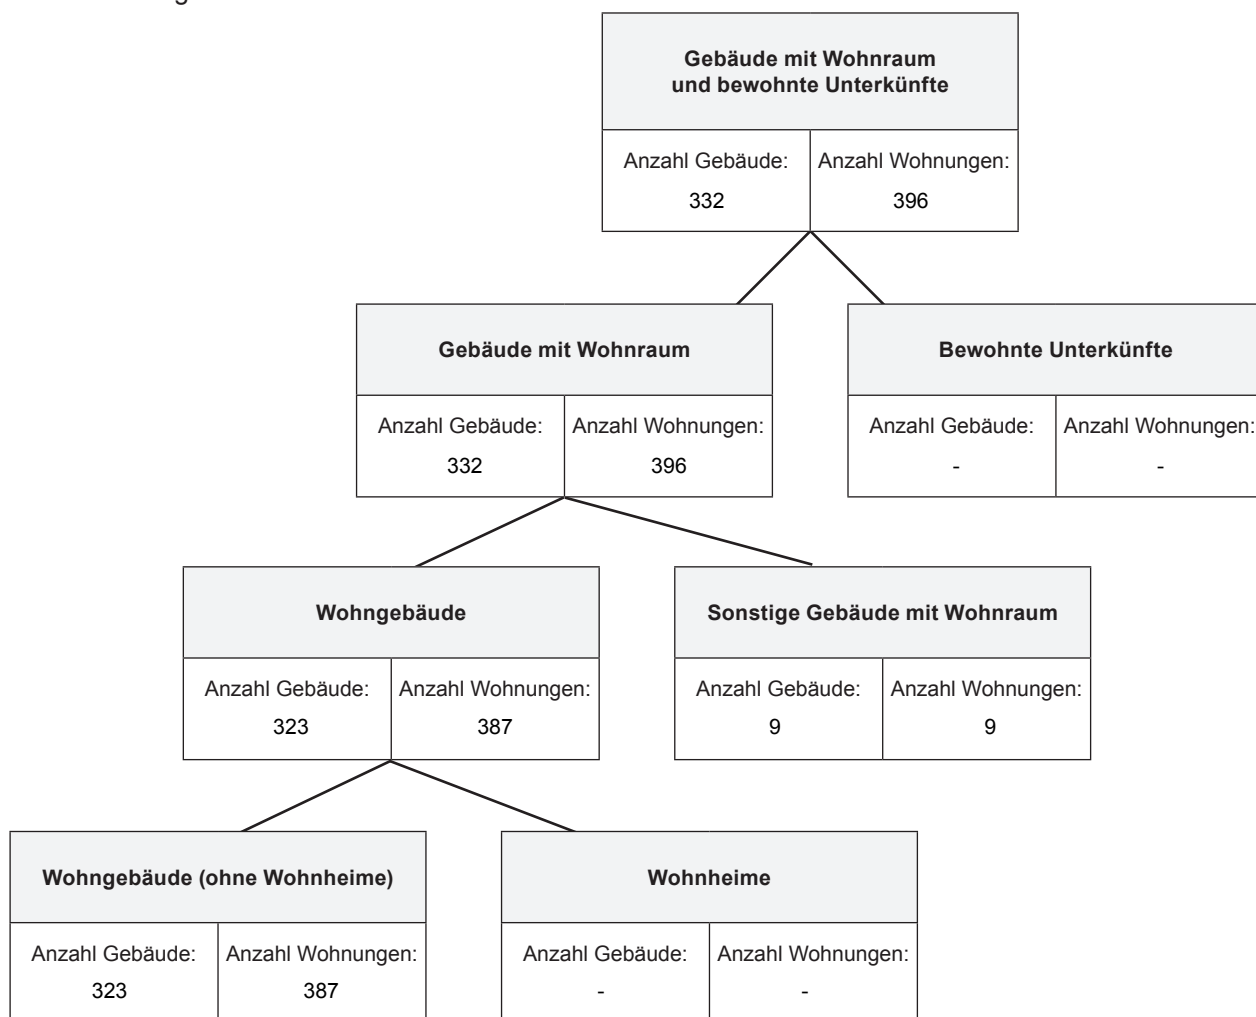 Gebäude mit Wohnraum
und bewohnte Unterkünfte
Anzahl Gebäude: Anzahl Wohnungen:
332 396
Gebäude mit Wohnraum
Anzahl Gebäude: Anzahl Wohnungen:
332 396
Bewohnte Unterkünfte
Anzahl Gebäude: Anzahl Wohnungen:
- -
Wohngebäude
Anzahl Gebäude: Anzahl Wohnungen:
323 387
Sonstige Gebäude mit Wohnraum
Anzahl Gebäude: Anzahl Wohnungen:
9 9
Wohngebäude (ohne Wohnheime)
Anzahl Gebäude: Anzahl Wohnungen:
323 387
Wohnheime
Anzahl Gebäude: Anzahl Wohnungen:
- -